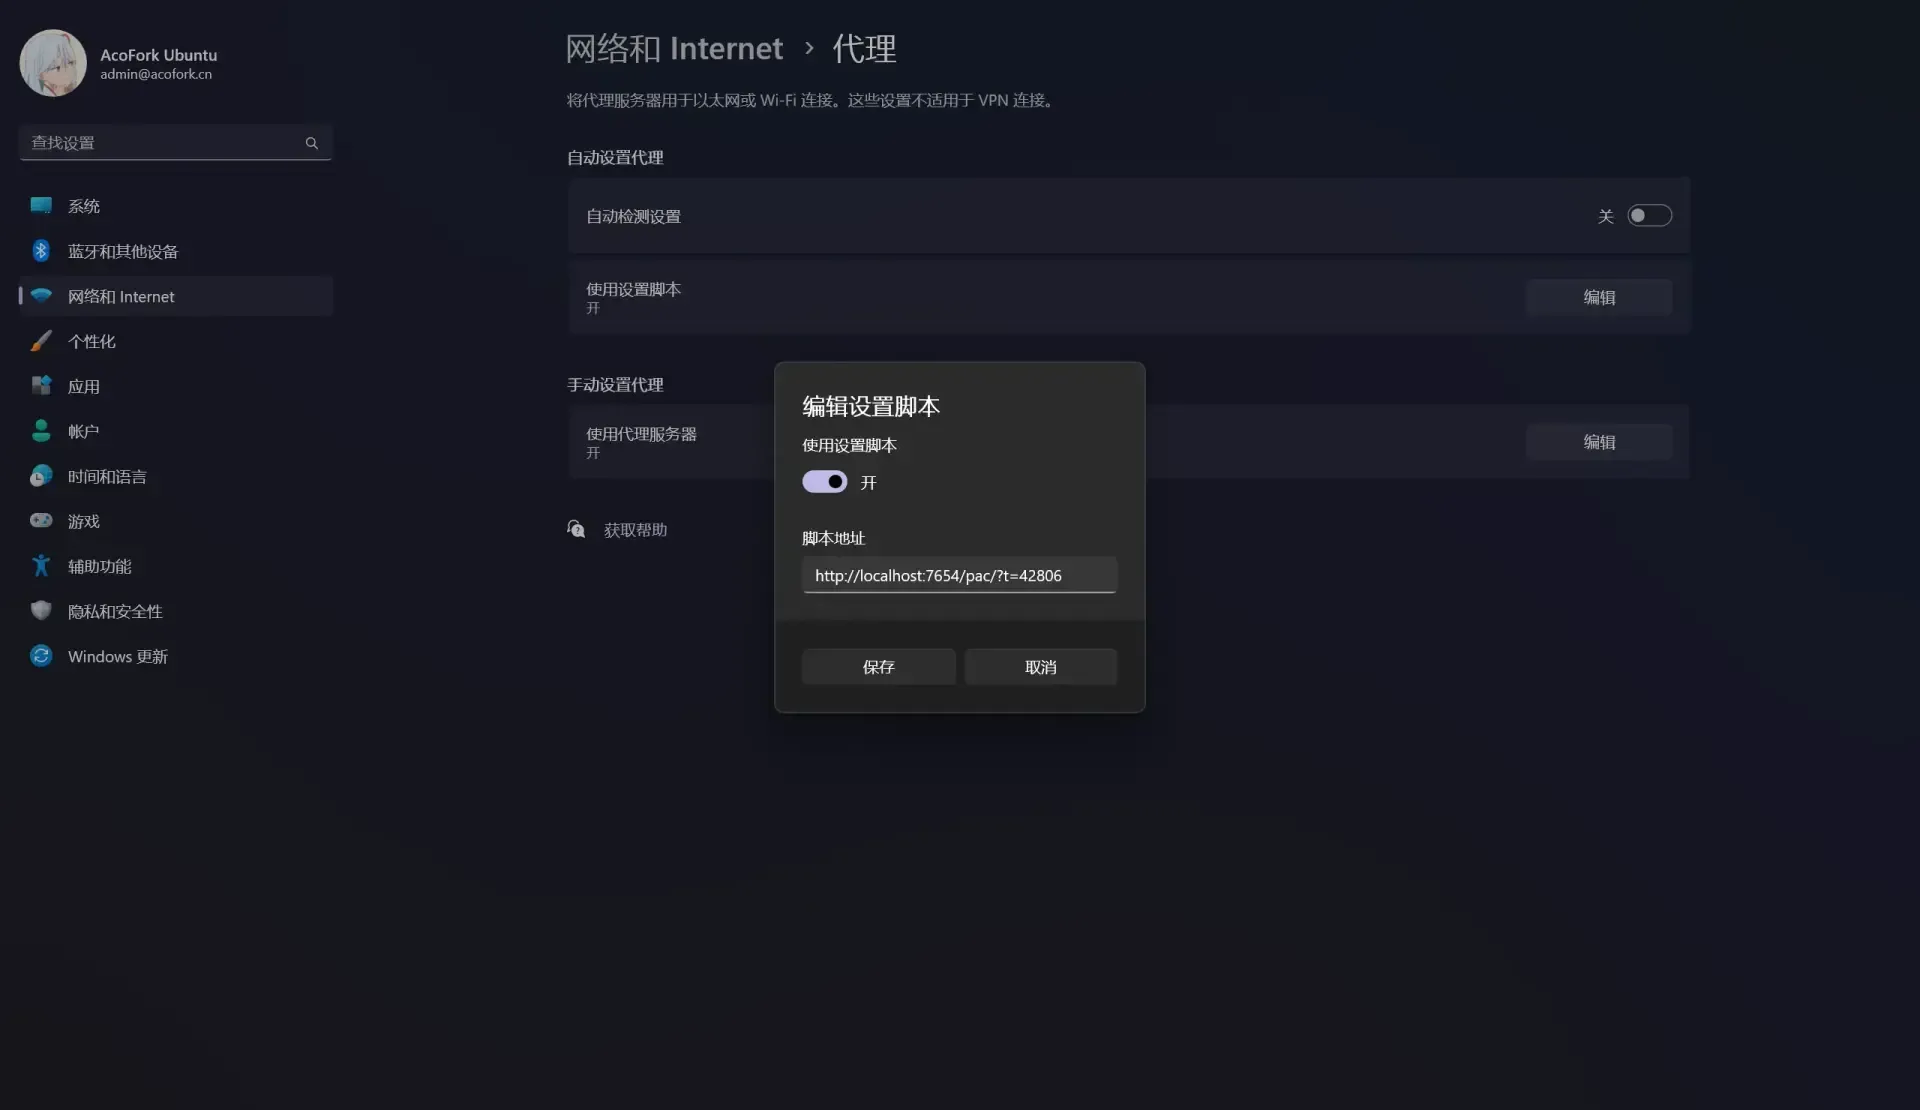 AcoFork Ubuntu
admin@acofork.cn
查找设置
系统
蓝牙和其他设备
网络和 Internet
个性化
应用
帐户
时间和语言
游戏
辅助功能
隐私和安全性
Windows 更新
网络和 Internet › 代理
将代理服务器用于以太网或 Wi-Fi 连接。这些设置不适用于 VPN 连接。
自动设置代理
自动检测设置
关
使用设置脚本
开
编辑
手动设置代理
使用代理服务器
开
编辑
获取帮助
编辑设置脚本
使用设置脚本
开
脚本地址
http://localhost:7654/pac/?t=42806
保存
取消